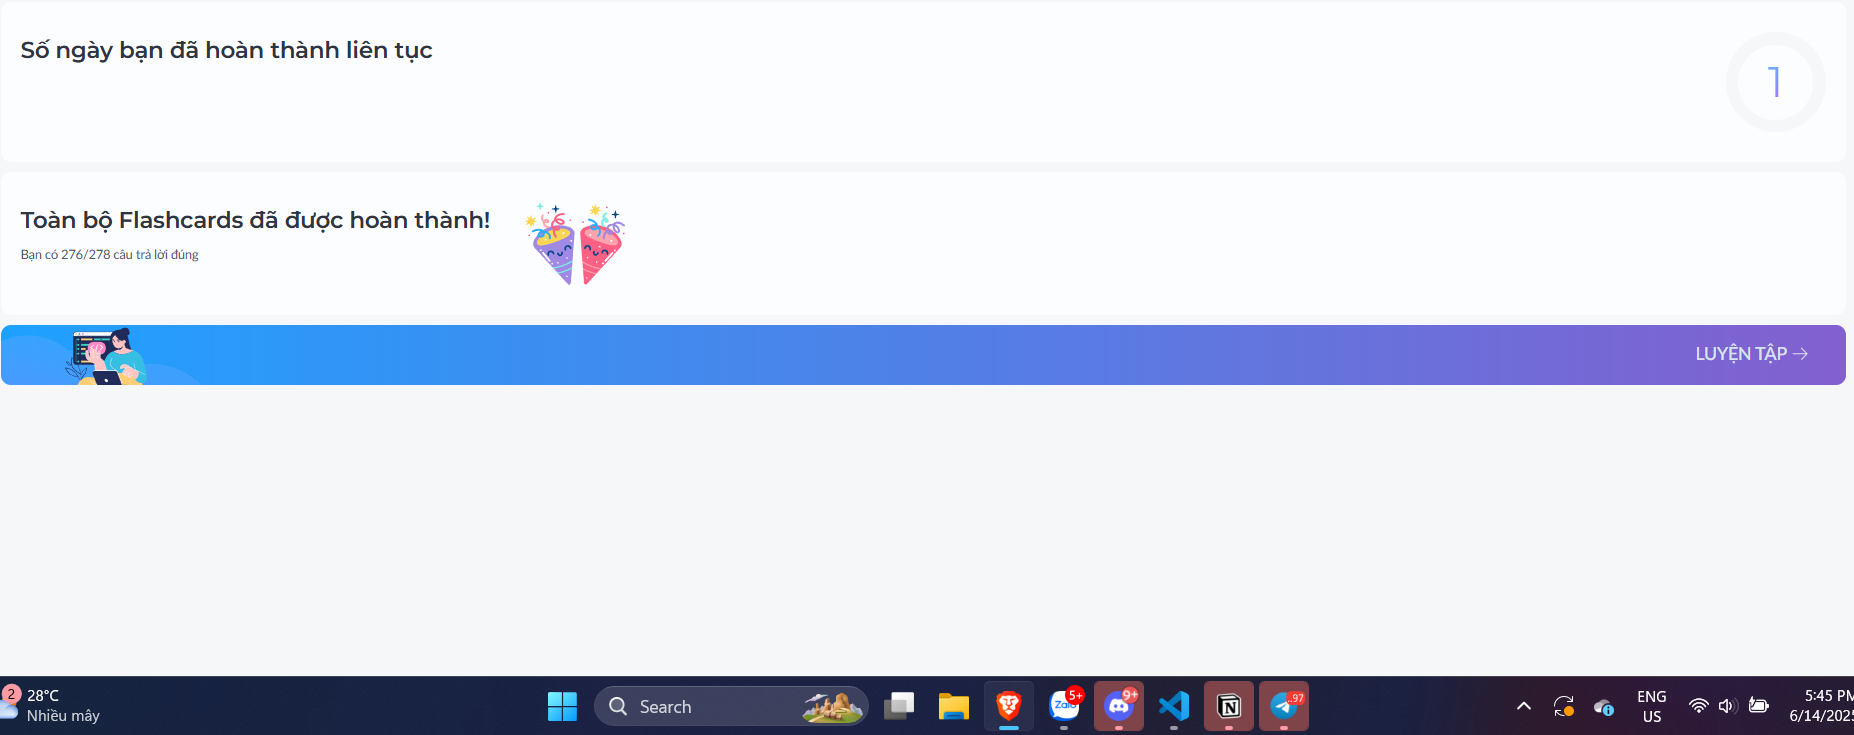 Số ngày bạn đã hoàn thành liên tục
1
Toàn bộ Flashcards đã được hoàn thành!
Bạn có 276/278 câu trả lời đúng
LUYỆN TẬP →
2
28°C
Nhiều mây
Search
Zalo
5+
9+
N
..97
ENG
US
5:45 PM
6/14/2025